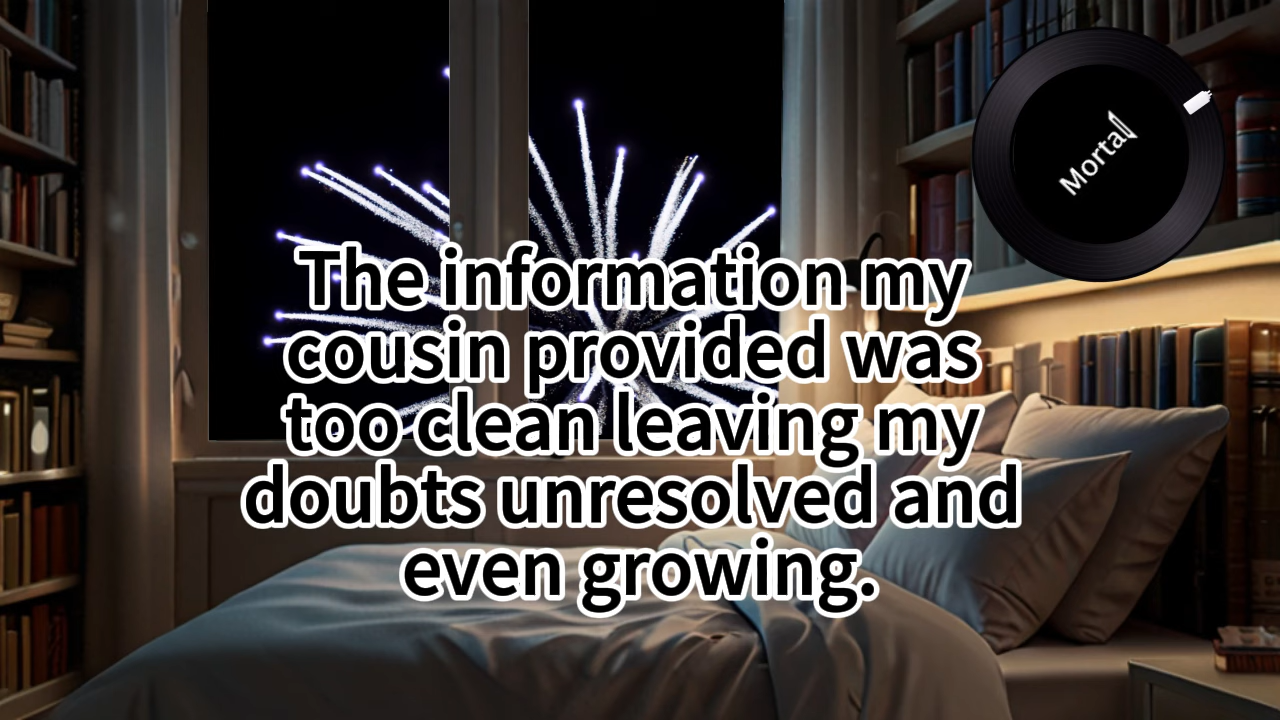 Mortal
The information my
cousin provided was
too clean leaving my
doubts unresolved and
even growing.